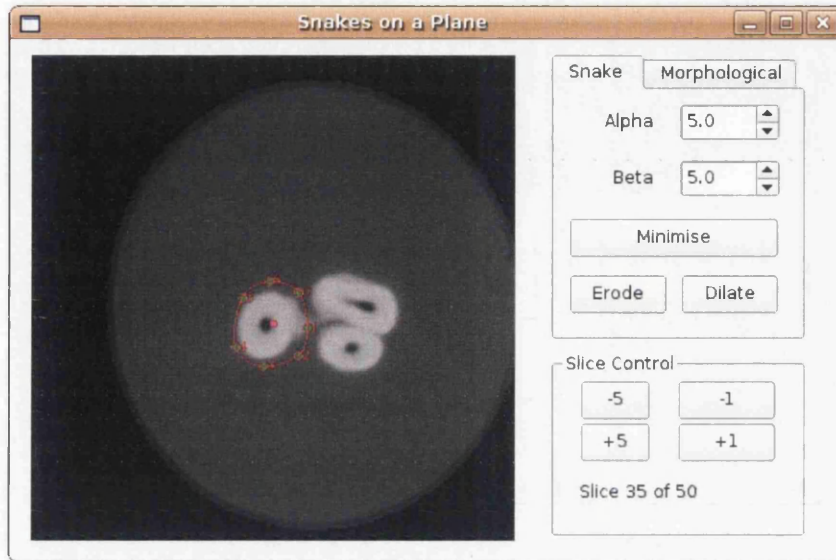 Snakes on a Plane
Snake Morphological
Alpha 5.0
Beta 5.0
Minimise
Erode Dilate
Slice Control
-5 -1
+5 +1
Slice 35 of 50